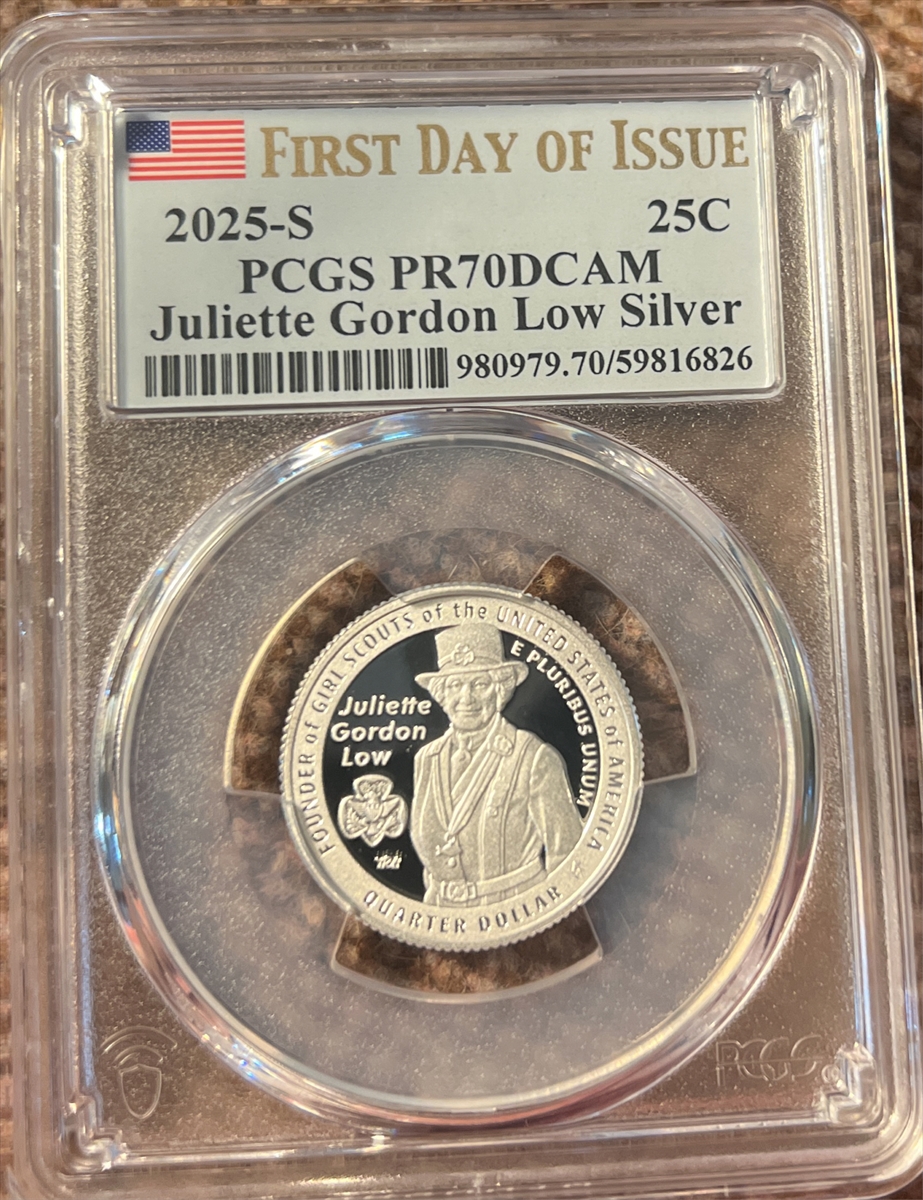 FIRST DAY OF ISSUE
2025-S 25C
PCGS PR70DCAM
Juliette Gordon Low Silver
980979.70/59816826
FOUNDER of GIRL SCOUTS of the UNITED STATES of AMERICA
E PLURIBUS UNUM
Juliette
Gordon
Low
QUARTER DOLLAR
PCGS